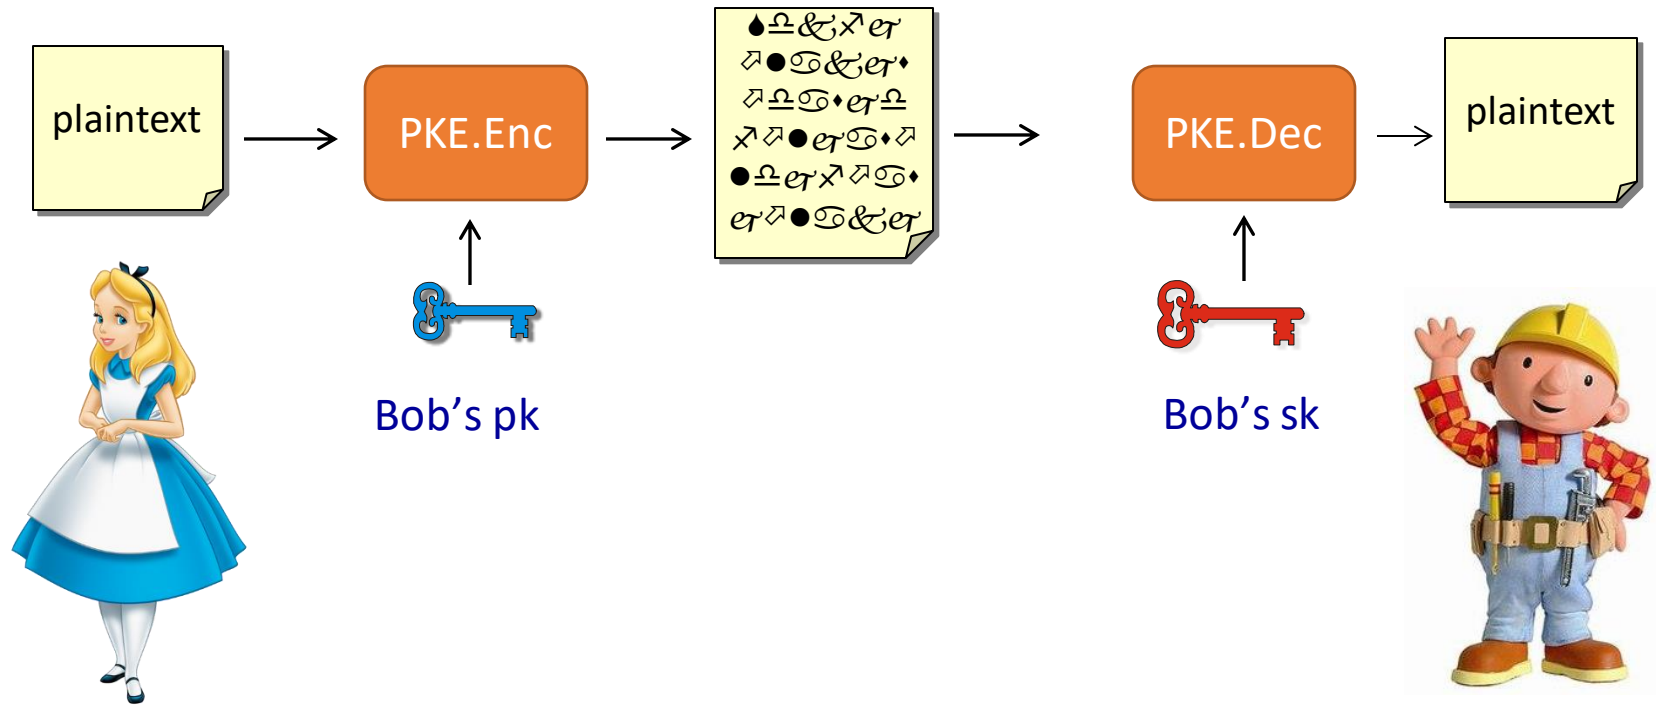 plaintext
PKE.Enc
PKE.Dec
plaintext
Bob’s pk
Bob’s sk